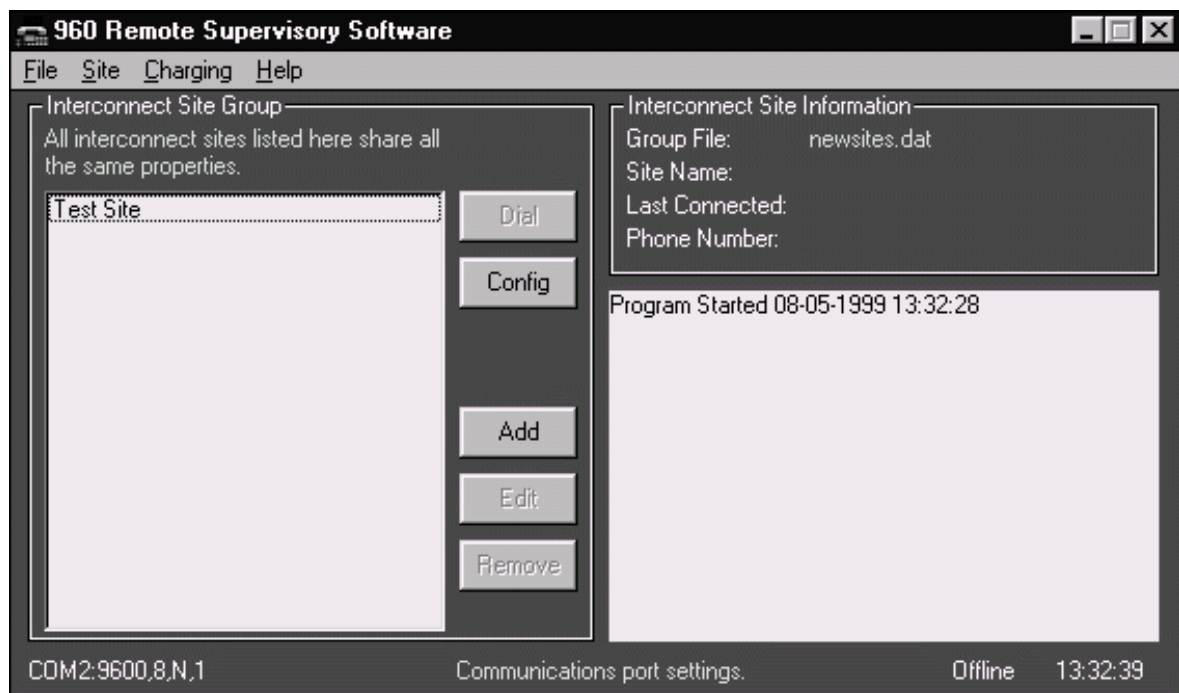 960 Remote Supervisory Software
File Site Charging Help
Interconnect Site Group
All interconnect sites listed here share all
the same properties.
Test Site
Dial
Config
Add
Edit
Remove
Interconnect Site Information
Group File: newsites.dat
Site Name:
Last Connected:
Phone Number:
Program Started 08-05-1999 13:32:28
COM2:9600,8,N,1 Communications port settings. Offline 13:32:39